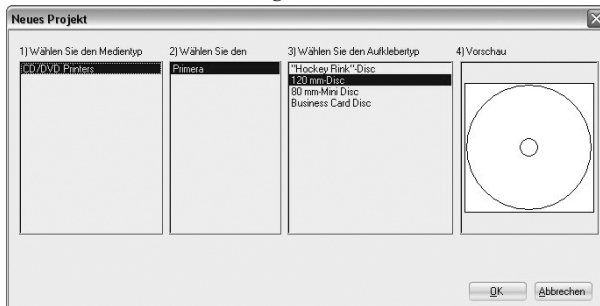 Neues Projekt
1) Wählen Sie den Medientyp
CD/DVD Printers
2) Wählen Sie den
Primera
3) Wählen Sie den Aufklebertyp
"Hockey Rink"-Disc
120 mm-Disc
80 mm-Mini Disc
Business Card Disc
4) Vorschau
OK
Abbrechen